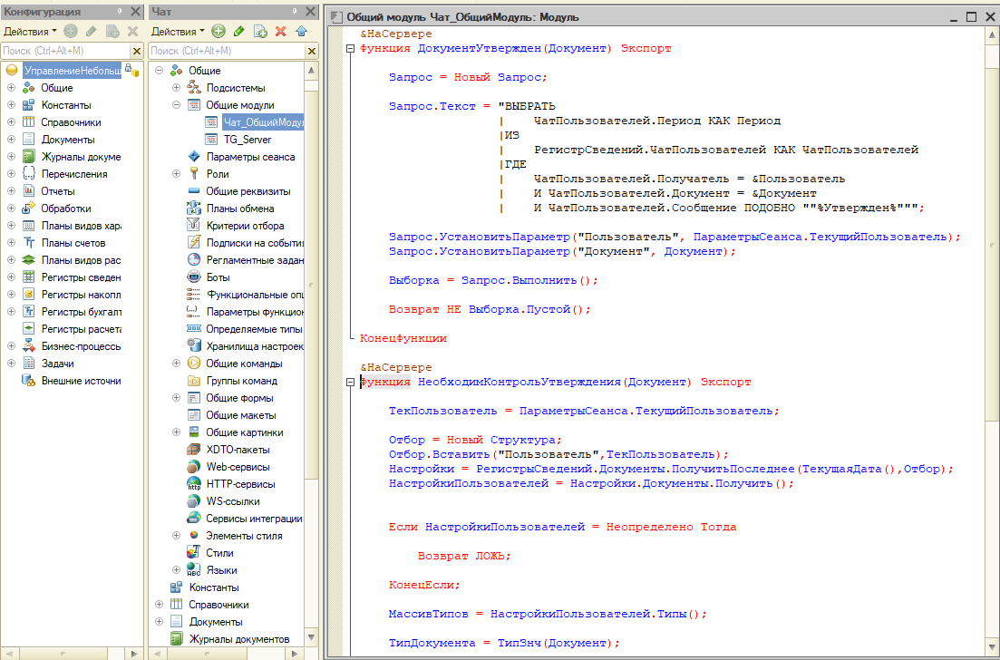 Конфигурация
Действия
Поиск (Ctrl+Alt+M)
УправлениеНебольш
Общие
Константы
Справочники
Документы
Журналы докуме
Перечисления
Отчеты
Обработки
Планы видов хара
Планы счетов
Планы видов рас
Регистры сведен
Регистры накопл
Регистры бухгалт
Регистры расчета
Бизнес-процессы
Задачи
Внешние источни
Чат
Действия
Поиск (Ctrl+Alt+M)
Общие
Подсистемы
Общие модули
Чат_ОбщийМодул
TG_Server
Параметры сеанса
Роли
Общие реквизиты
Планы обмена
Критерии отбора
Подписки на события
Регламентные задан
Боты
Функциональные опц
Параметры функцион
Определяемые типы
Хранилища настроек
Общие команды
Группы команд
Общие формы
Общие макеты
Общие картинки
XDTO-пакеты
Web-сервисы
HTTP-сервисы
WS-ссылки
Сервисы интеграции
Элементы стиля
Стили
Языки
Константы
Справочники
Документы
Журналы документов
Общий модуль Чат_ОбщийМодуль: Модуль
&НаСервере
Функция ДокументУтвержден(Документ) Экспорт
Запрос = Новый Запрос;
Запрос.Текст = "ВЫБРАТЬ
| ЧатПользователей.Период КАК Период
|ИЗ
| РегистрСведений.ЧатПользователей КАК ЧатПользователей
|ГДЕ
| ЧатПользователей.Получатель = &Пользователь
| И ЧатПользователей.Документ = &Документ
| И ЧатПользователей.Сообщение ПОДОБНО ""%Утвержден%""";
Запрос.УстановитьПараметр("Пользователь", ПараметрыСеанса.ТекущийПользователь);
Запрос.УстановитьПараметр("Документ", Документ);
Выборка = Запрос.Выполнить();
Возврат НЕ Выборка.Пустой();
КонецФункции
&НаСервере
Функция НеобходимКонтрольУтверждения(Документ) Экспорт
ТекПользователь = ПараметрыСеанса.ТекущийПользователь;
Отбор = Новый Структура;
Отбор.Вставить("Пользователь",ТекПользователь);
Настройки = РегистрыСведений.Документы.ПолучитьПоследнее(ТекущаяДата(),Отбор);
НастройкиПользователей = Настройки.Документы.Получить();
Если НастройкиПользователей = Неопределено Тогда
Возврат ЛОЖЬ;
КонецЕсли;
МассивТипов = НастройкиПользователей.Типы();
ТипДокумента = ТипЗнч(Документ);